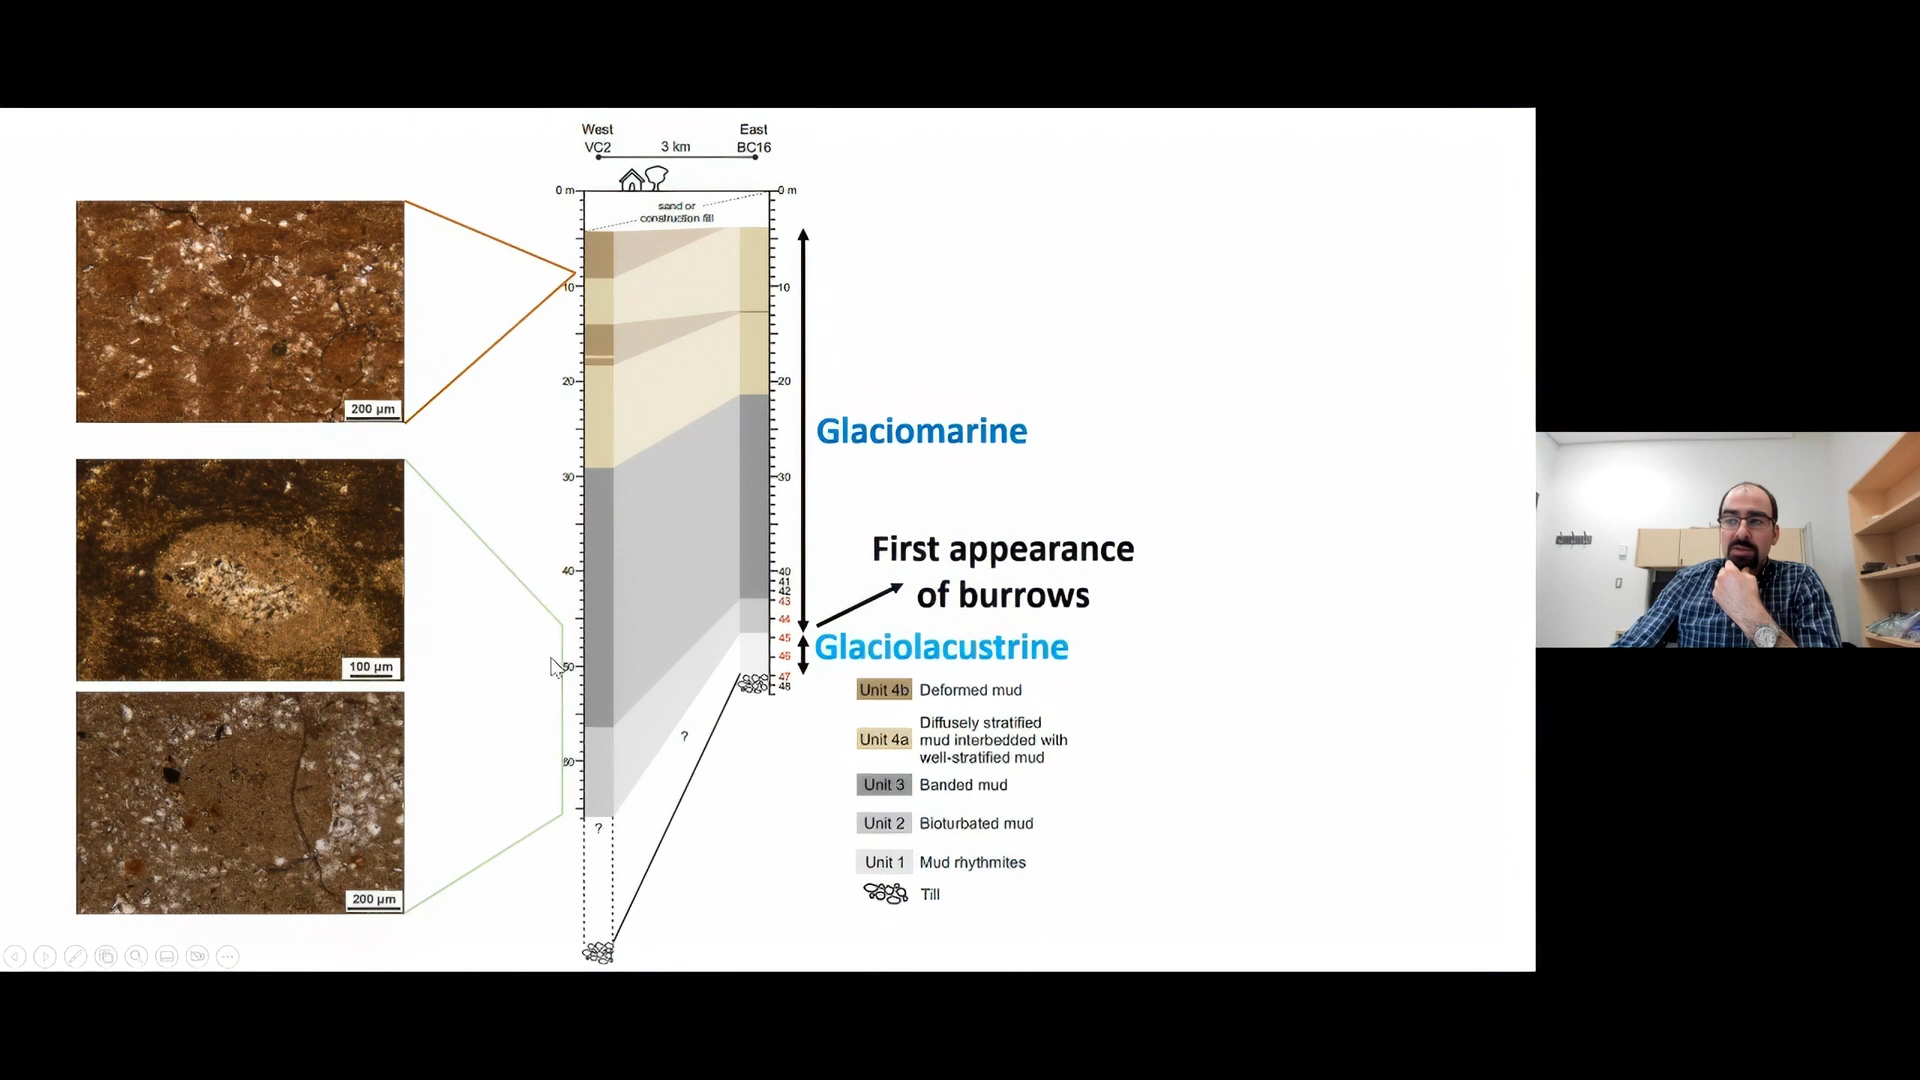 West
East
VC2
3 km
BC16
0 m
0 m
sand or
construction fill
10
10
20
20
30
30
40
40
41
42
43
44
45
46
47
48
50
60
?
?
Glaciomarine
First appearance
of burrows
Glaciolacustrine
Unit 4b Deformed mud
Unit 4a Diffusely stratified
mud interbedded with
well-stratified mud
Unit 3 Banded mud
Unit 2 Bioturbated mud
Unit 1 Mud rhythmites
Till
200 µm
100 µm
200 µm